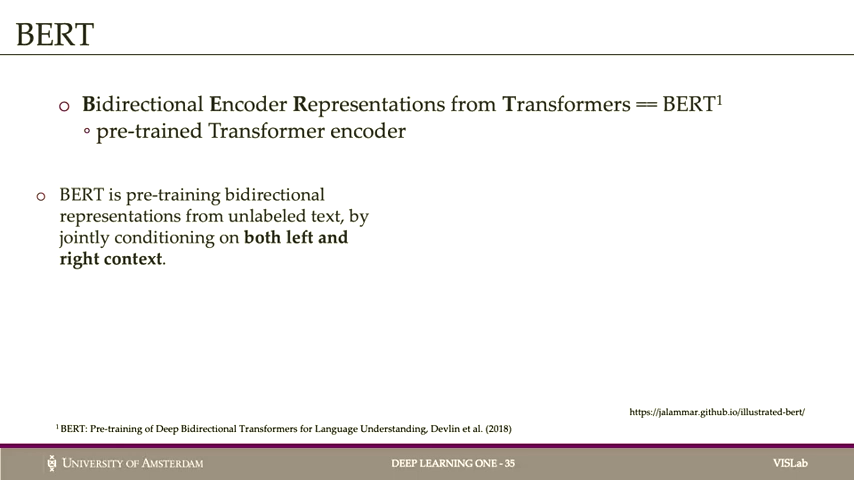 BERT
o Bidirectional Encoder Representations from Transformers == BERT¹
∘ pre-trained Transformer encoder
o BERT is pre-training bidirectional
representations from unlabeled text, by
jointly conditioning on both left and
right context.
https://jalammar.github.io/illustrated-bert/
¹ BERT: Pre-training of Deep Bidirectional Transformers for Language Understanding, Devlin et al. (2018)
UNIVERSITY OF AMSTERDAM
DEEP LEARNING ONE - 35
VISLab